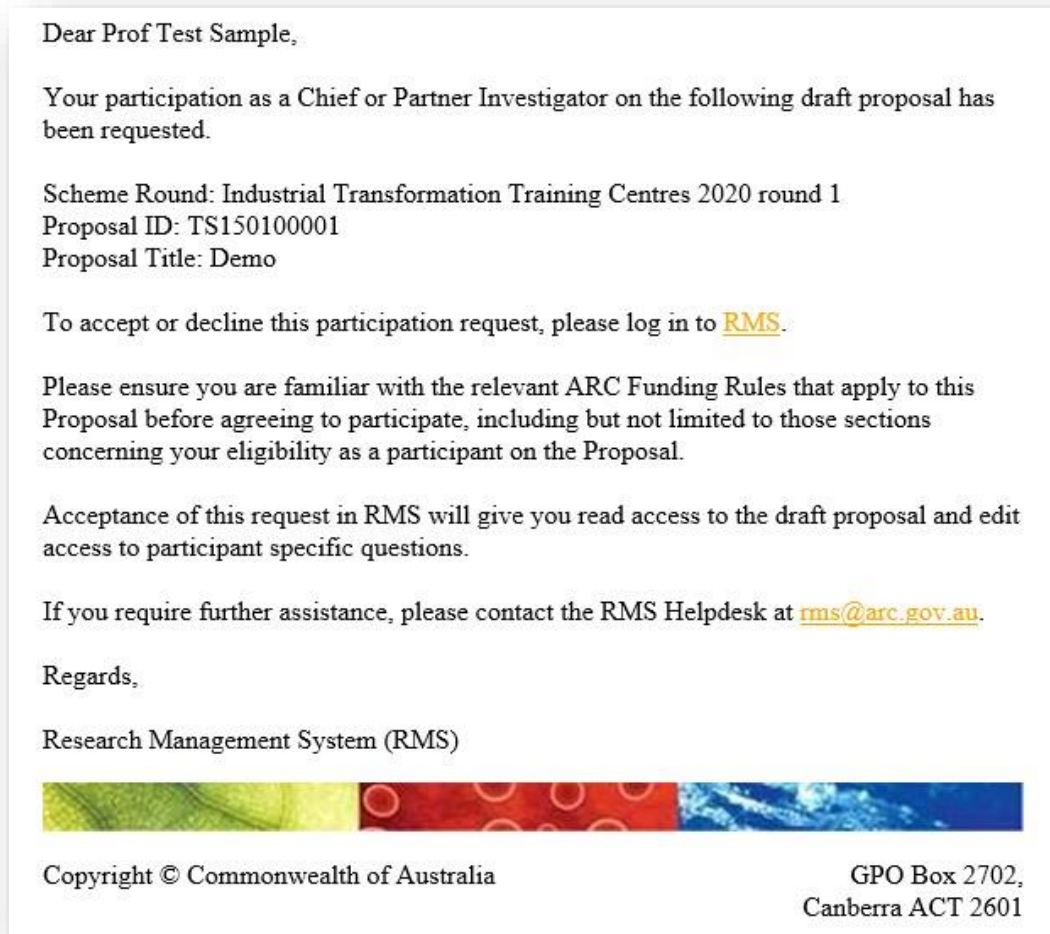 Dear Prof Test Sample,
Your participation as a Chief or Partner Investigator on the following draft proposal has
been requested.
Scheme Round: Industrial Transformation Training Centres 2020 round 1
Proposal ID: TS150100001
Proposal Title: Demo
To accept or decline this participation request, please log in to RMS.
Please ensure you are familiar with the relevant ARC Funding Rules that apply to this
Proposal before agreeing to participate, including but not limited to those sections
concerning your eligibility as a participant on the Proposal.
Acceptance of this request in RMS will give you read access to the draft proposal and edit
access to participant specific questions.
If you require further assistance, please contact the RMS Helpdesk at rms@arc.gov.au.
Regards,
Research Management System (RMS)
Copyright © Commonwealth of Australia GPO Box 2702,
Canberra ACT 2601